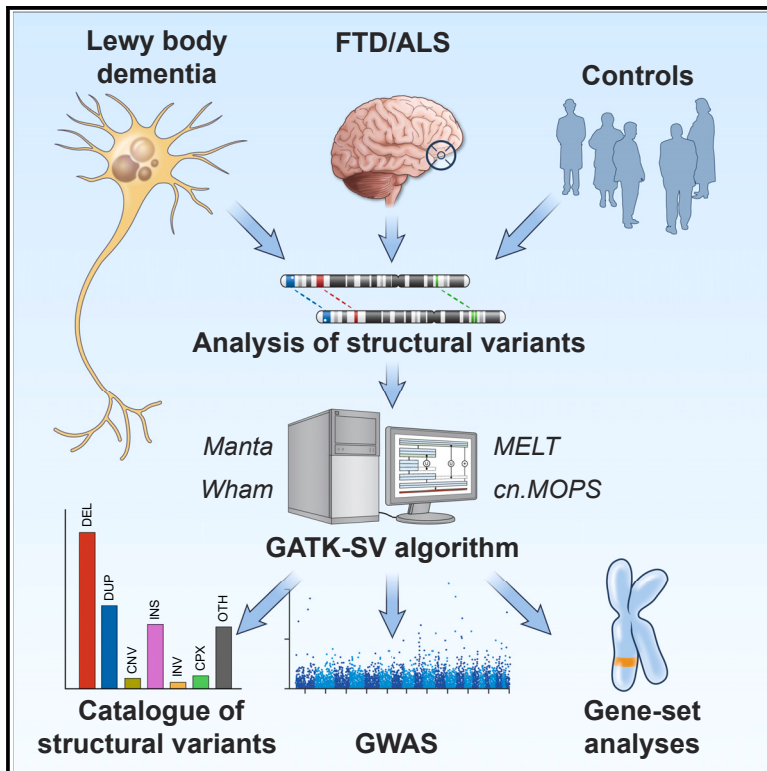 Lewy body
dementia
FTD/ALS
Controls
Analysis of structural variants
Manta
MELT
Wham
cn.MOPS
GATK-SV algorithm
DEL
DUP
CNV
INS
INV
CPX
OTH
Catalogue of
structural variants
GWAS
Gene-set
analyses